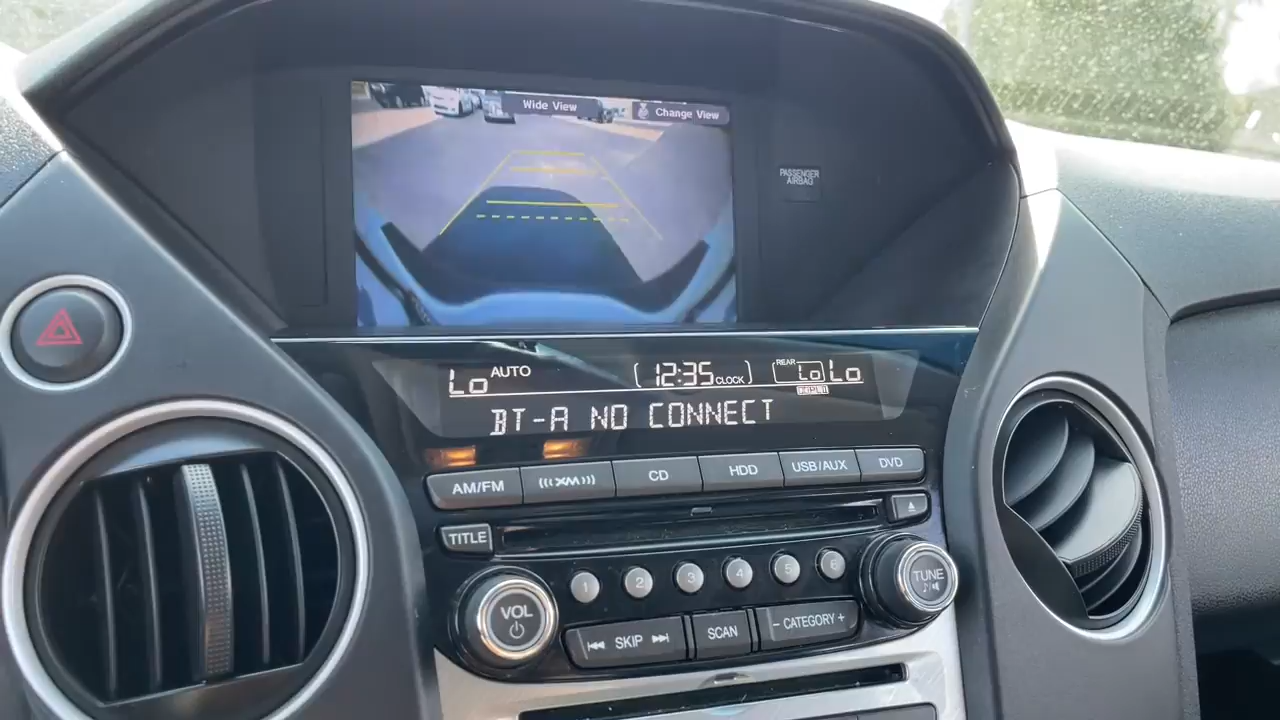 Wide View
Change View
PASSENGER
AIRBAG
Lo AUTO 12:35 CLOCK REAR Lo Lo
BT-A NO CONNECT
AM/FM XM CD HDD USB/AUX DVD
TITLE
1 2 3 4 5 6
VOL
TUNE
SKIP SCAN - CATEGORY +